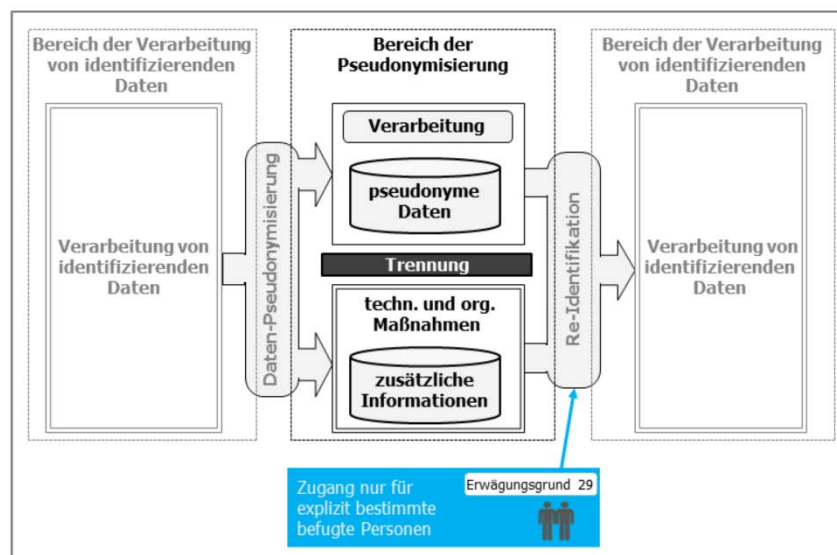 Bereich der Verarbeitung
von identifizierenden
Daten
Verarbeitung von
identifizierenden
Daten
Daten-Pseudonymisierung
Bereich der
Pseudonymisierung
Verarbeitung
pseudonyme
Daten
Trennung
techn. und org.
Maßnahmen
zusätzliche
Informationen
Re-Identifikation
Bereich der Verarbeitung
von identifizierenden
Daten
Verarbeitung von
identifizierenden
Daten
Zugang nur für
explizit bestimmte
befugte Personen
Erwägungsgrund 29